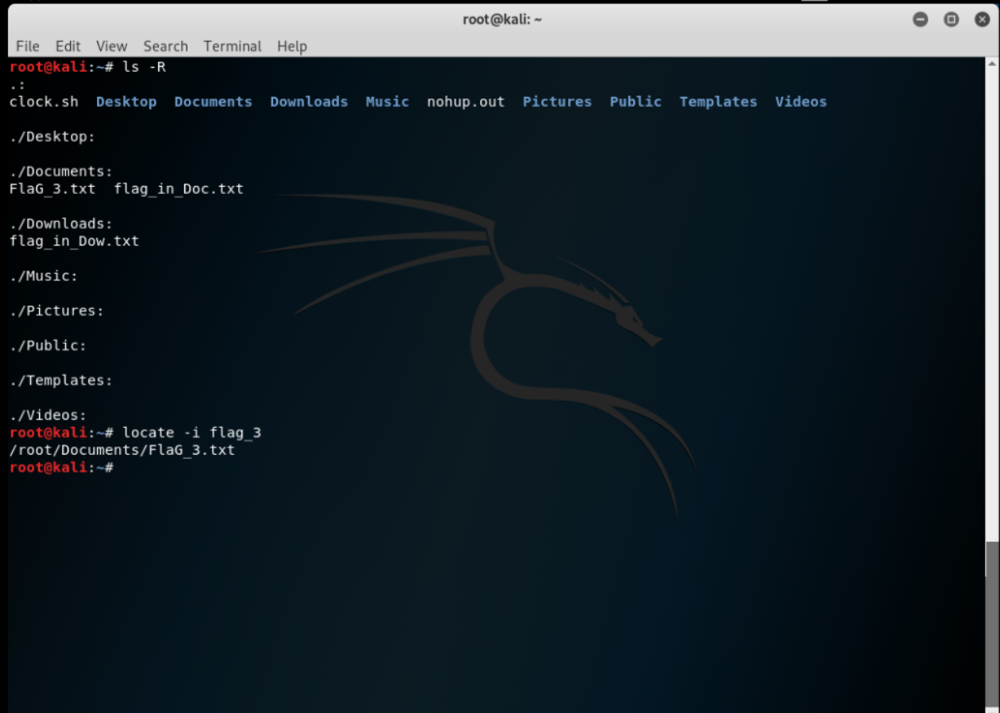 root@kali: ~
File Edit View Search Terminal Help
root@kali:~# ls -R
.:
clock.sh  Desktop  Documents  Downloads  Music  nohup.out  Pictures  Public  Templates  Videos
./Desktop:
./Documents:
FlaG_3.txt  flag_in_Doc.txt
./Downloads:
flag_in_Dow.txt
./Music:
./Pictures:
./Public:
./Templates:
./Videos:
root@kali:~# locate -i flag_3
/root/Documents/FlaG_3.txt
root@kali:~#